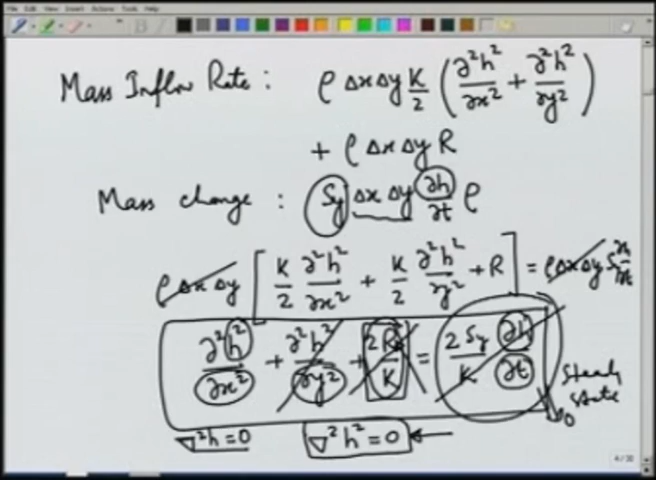 Mass Inflow Rate : ρ Δx Δy K/2 (∂²h²/∂x² + ∂²h²/∂y²)
+ ρ Δx Δy R
Mass change : Sy Δx Δy ∂h/∂t ρ
ρ Δx Δy [K/2 ∂²h²/∂x² + K/2 ∂²h²/∂y² + R] = ρ Δx Δy S ∂h/∂t
∂²h²/∂x² + ∂²h²/∂y² + 2R/K = 2Sy/K ∂h/∂t
Steady
state
0
∇²h = 0 ∇²h² = 0 ←
4/30